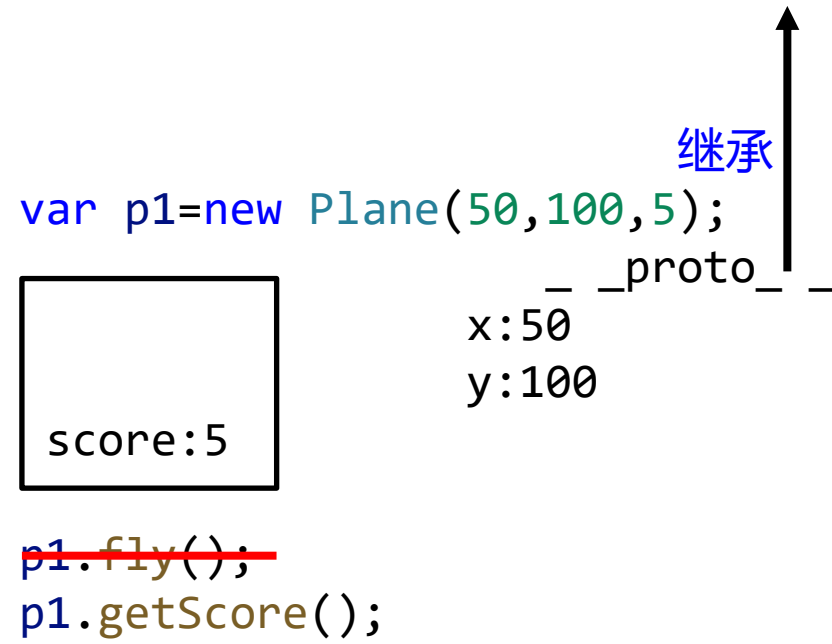 继承
var p1=new Plane(50,100,5);
_ _proto_ _
x:50
y:100
score:5
p1.fly();
p1.getScore();